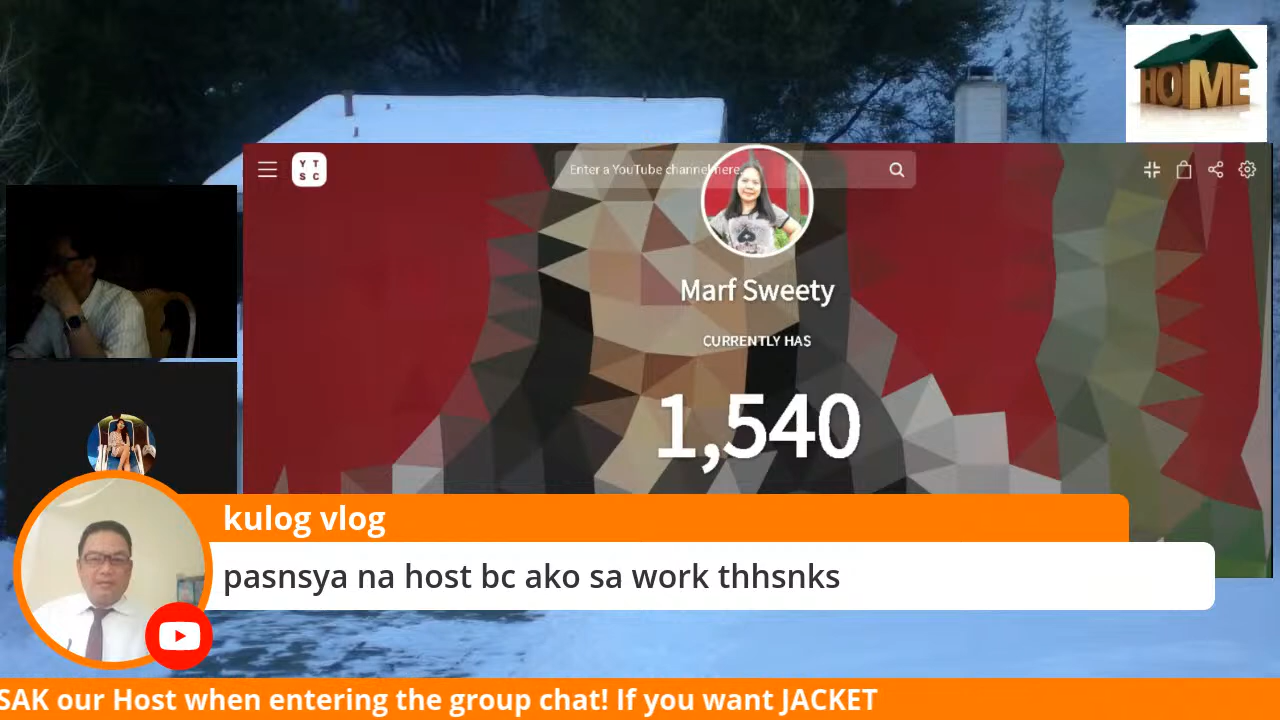 HOME
Y T
S C
Enter a YouTube channel here
Marf Sweety
CURRENTLY HAS
1,540
kulog vlog
pasnsya na host bc ako sa work thhsnks
SAK our Host when entering the group chat! If you want JACKET